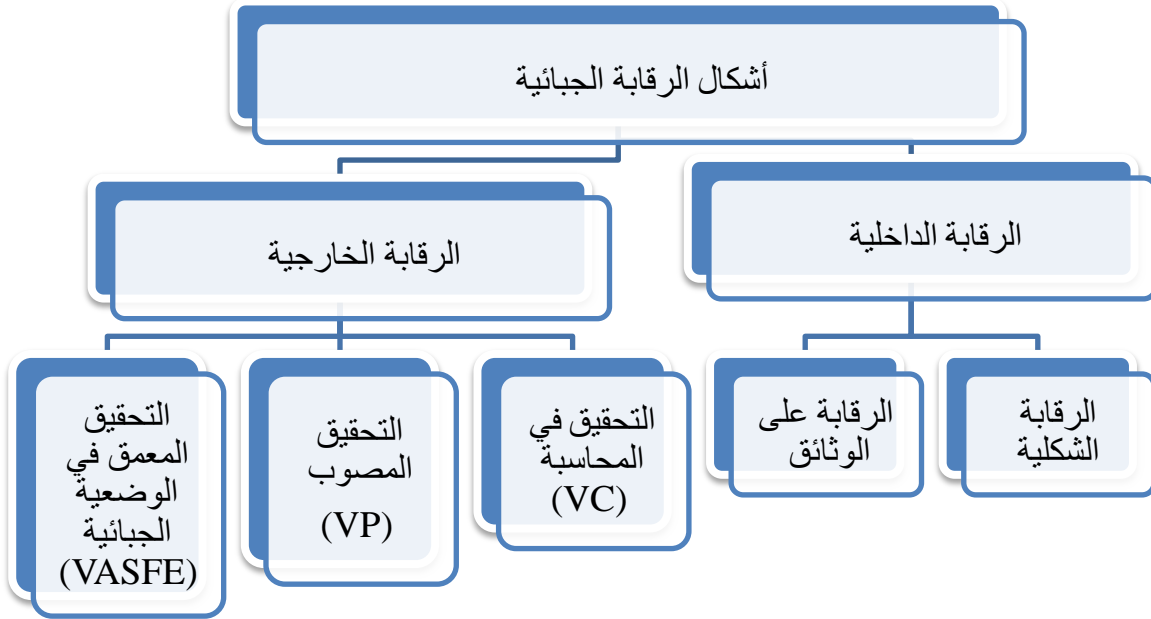 أشكال الرقابة الجبائية
الرقابة الداخلية
الرقابة الخارجية
الرقابة
الشكلية
الرقابة على
الوثائق
التحقيق في
المحاسبة
(VC)
التحقيق
المصوب
(VP)
التحقيق
المعمق في
الوضعية
الجبائية
(VASFE)